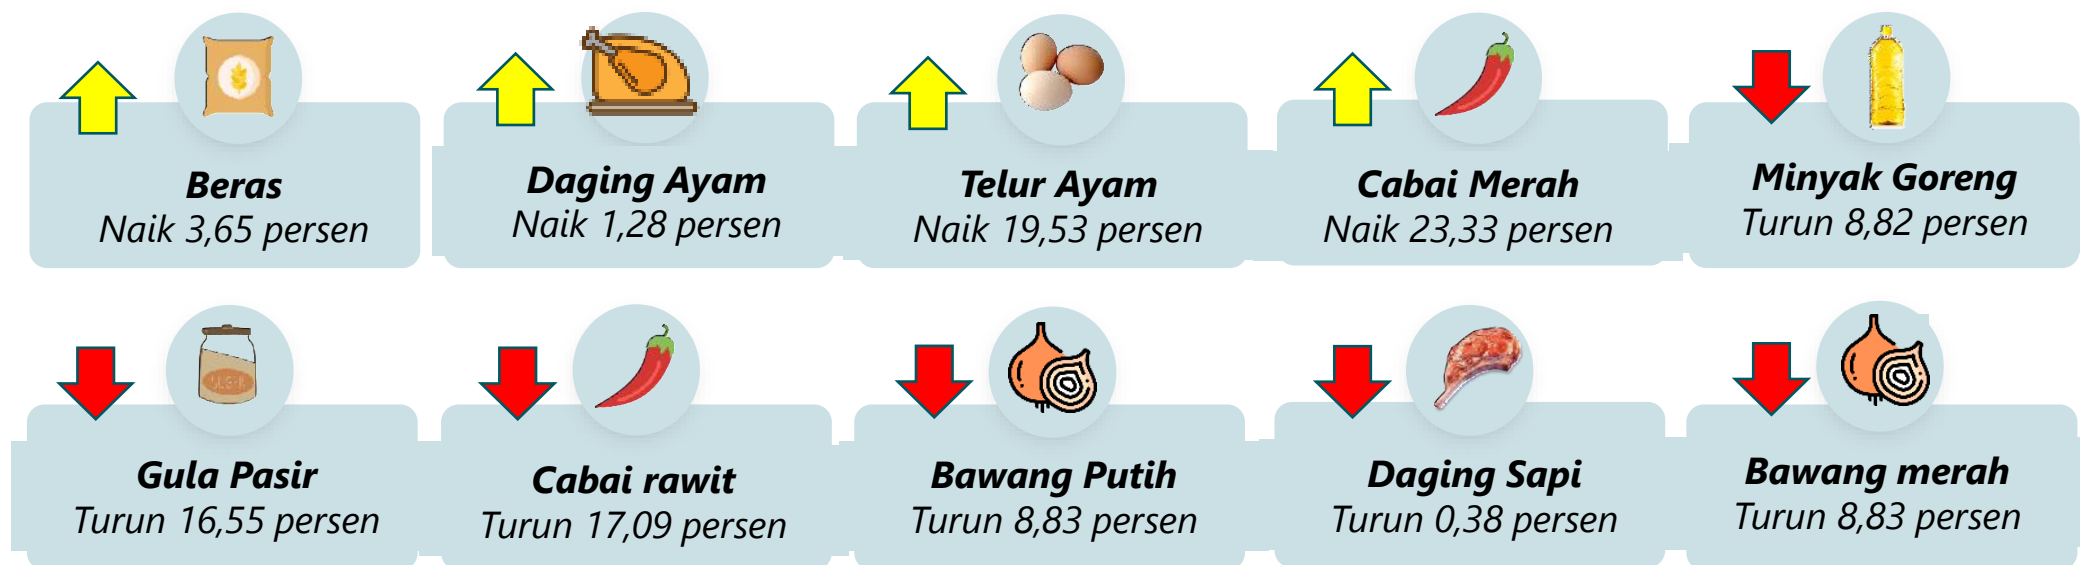 Beras
Naik 3,65 persen
Daging Ayam
Naik 1,28 persen
Telur Ayam
Naik 19,53 persen
Cabai Merah
Naik 23,33 persen
Minyak Goreng
Turun 8,82 persen
Gula Pasir
Turun 16,55 persen
Cabai rawit
Turun 17,09 persen
Bawang Putih
Turun 8,83 persen
Daging Sapi
Turun 0,38 persen
Bawang merah
Turun 8,83 persen